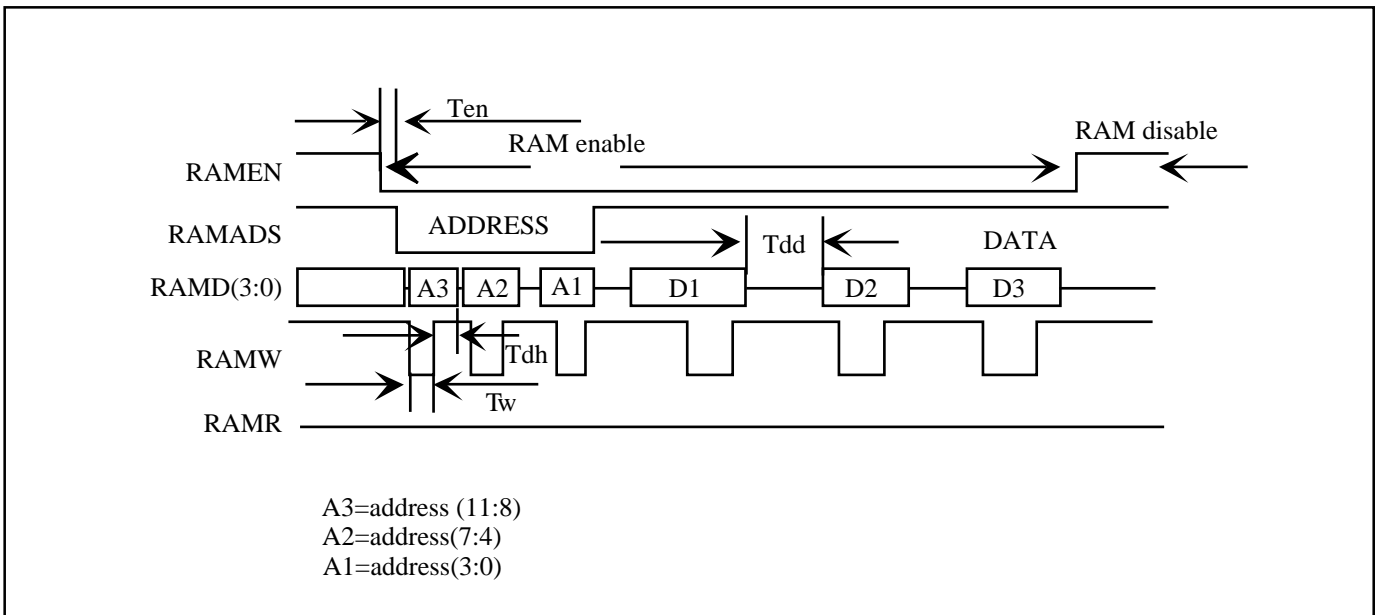 Ten
RAM enable
RAM disable
RAMEN
RAMADS
ADDRESS
Tdd
DATA
RAMD(3:0)
A3
A2
A1
D1
D2
D3
RAMW
Tdh
Tw
RAMR
A3=address (11:8)
A2=address(7:4)
A1=address(3:0)